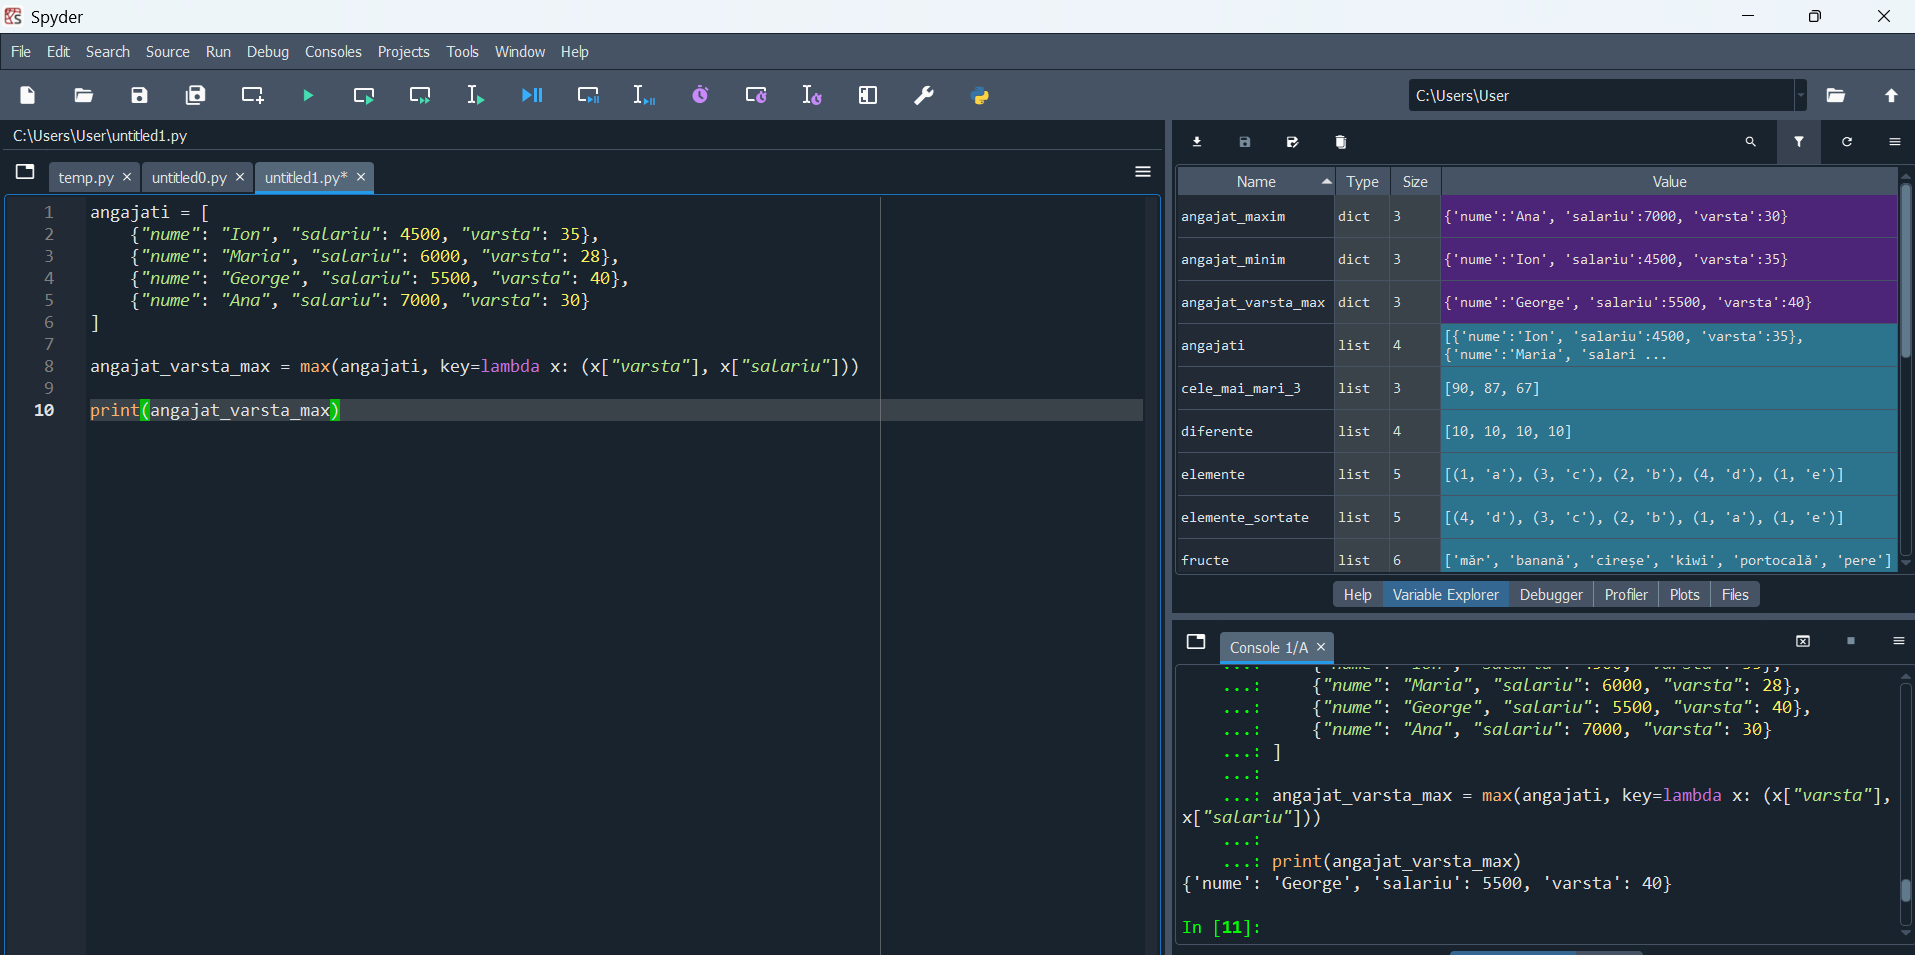 Spyder
File Edit Search Source Run Debug Consoles Projects Tools Window Help
C:\Users\User
C:\Users\User\untitled1.py
temp.py untitled0.py untitled1.py*
1 angajati = [
2 {"nume": "Ion", "salariu": 4500, "varsta": 35},
3 {"nume": "Maria", "salariu": 6000, "varsta": 28},
4 {"nume": "George", "salariu": 5500, "varsta": 40},
5 {"nume": "Ana", "salariu": 7000, "varsta": 30}
6 ]
7
8 angajat_varsta_max = max(angajati, key=lambda x: (x["varsta"], x["salariu"]))
9
10 print(angajat_varsta_max)
Name Type Size Value
angajat_maxim dict 3 {'nume':'Ana', 'salariu':7000, 'varsta':30}
angajat_minim dict 3 {'nume':'Ion', 'salariu':4500, 'varsta':35}
angajat_varsta_max dict 3 {'nume':'George', 'salariu':5500, 'varsta':40}
angajati list 4 [{'nume':'Ion', 'salariu':4500, 'varsta':35},
{'nume':'Maria', 'salari ...
cele_mai_mari_3 list 3 [90, 87, 67]
diferente list 4 [10, 10, 10, 10]
elemente list 5 [(1, 'a'), (3, 'c'), (2, 'b'), (4, 'd'), (1, 'e')]
elemente_sortate list 5 [(4, 'd'), (3, 'c'), (2, 'b'), (1, 'a'), (1, 'e')]
fructe list 6 ['măr', 'banană', 'cireșe', 'kiwi', 'portocală', 'pere']
Help Variable Explorer Debugger Profiler Plots Files
Console 1/A
...: {"nume": "Maria", "salariu": 6000, "varsta": 28},
...: {"nume": "George", "salariu": 5500, "varsta": 40},
...: {"nume": "Ana", "salariu": 7000, "varsta": 30}
...: ]
...:
...: angajat_varsta_max = max(angajati, key=lambda x: (x["varsta"],
x["salariu"]))
...:
...: print(angajat_varsta_max)
{'nume': 'George', 'salariu': 5500, 'varsta': 40}
In [11]: